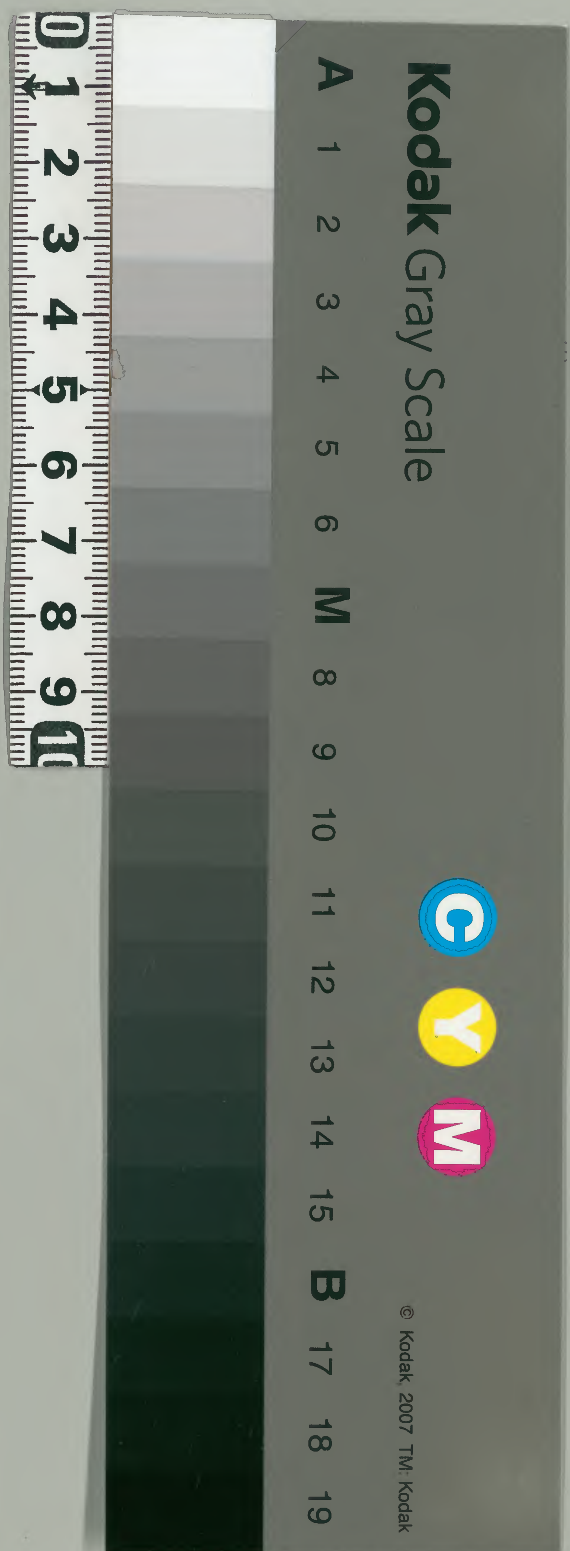 Kodak Gray Scale
C Y M
© Kodak, 2007 TM: Kodak
A 1 2 3 4 5 6 M 8 9 10 11 12 13 14 15 B 17 18 19
0 1 2 3 4 5 6 7 8 9 10